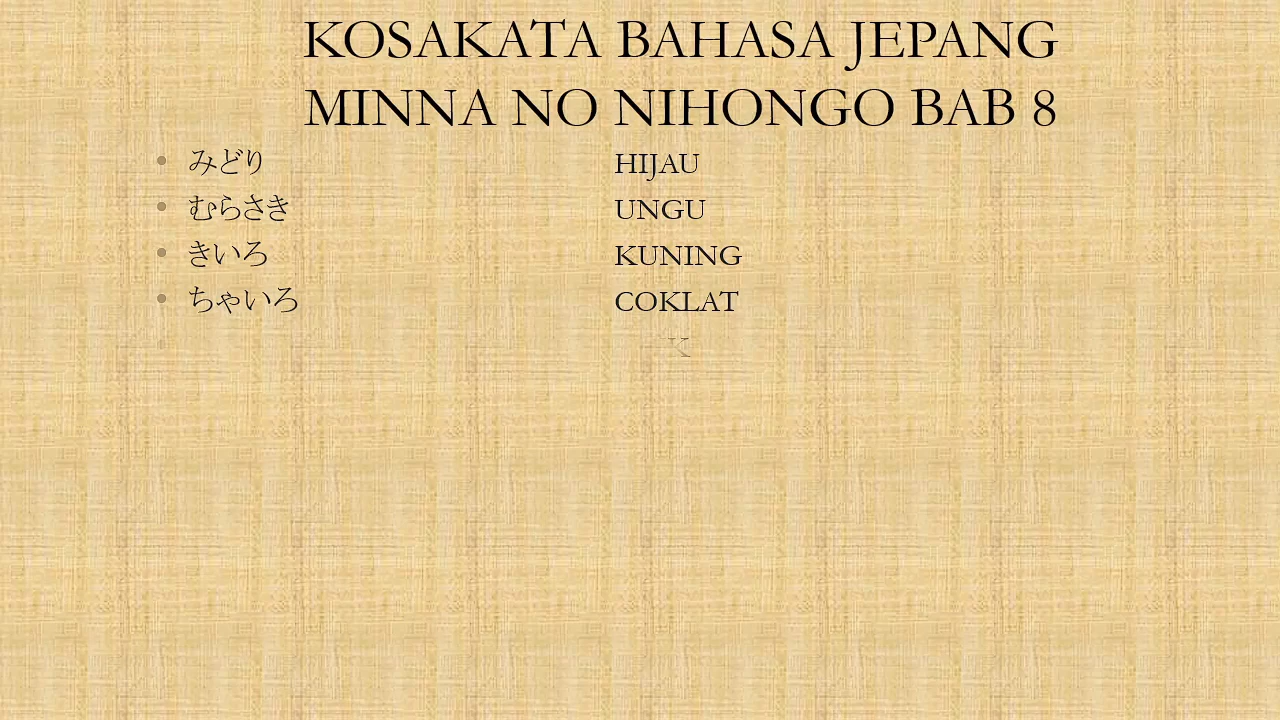 KOSAKATA BAHASA JEPANG
MINNA NO NIHONGO BAB 8
• みどり HIJAU
• むらさき UNGU
• きいろ KUNING
• ちゃいろ COKLAT